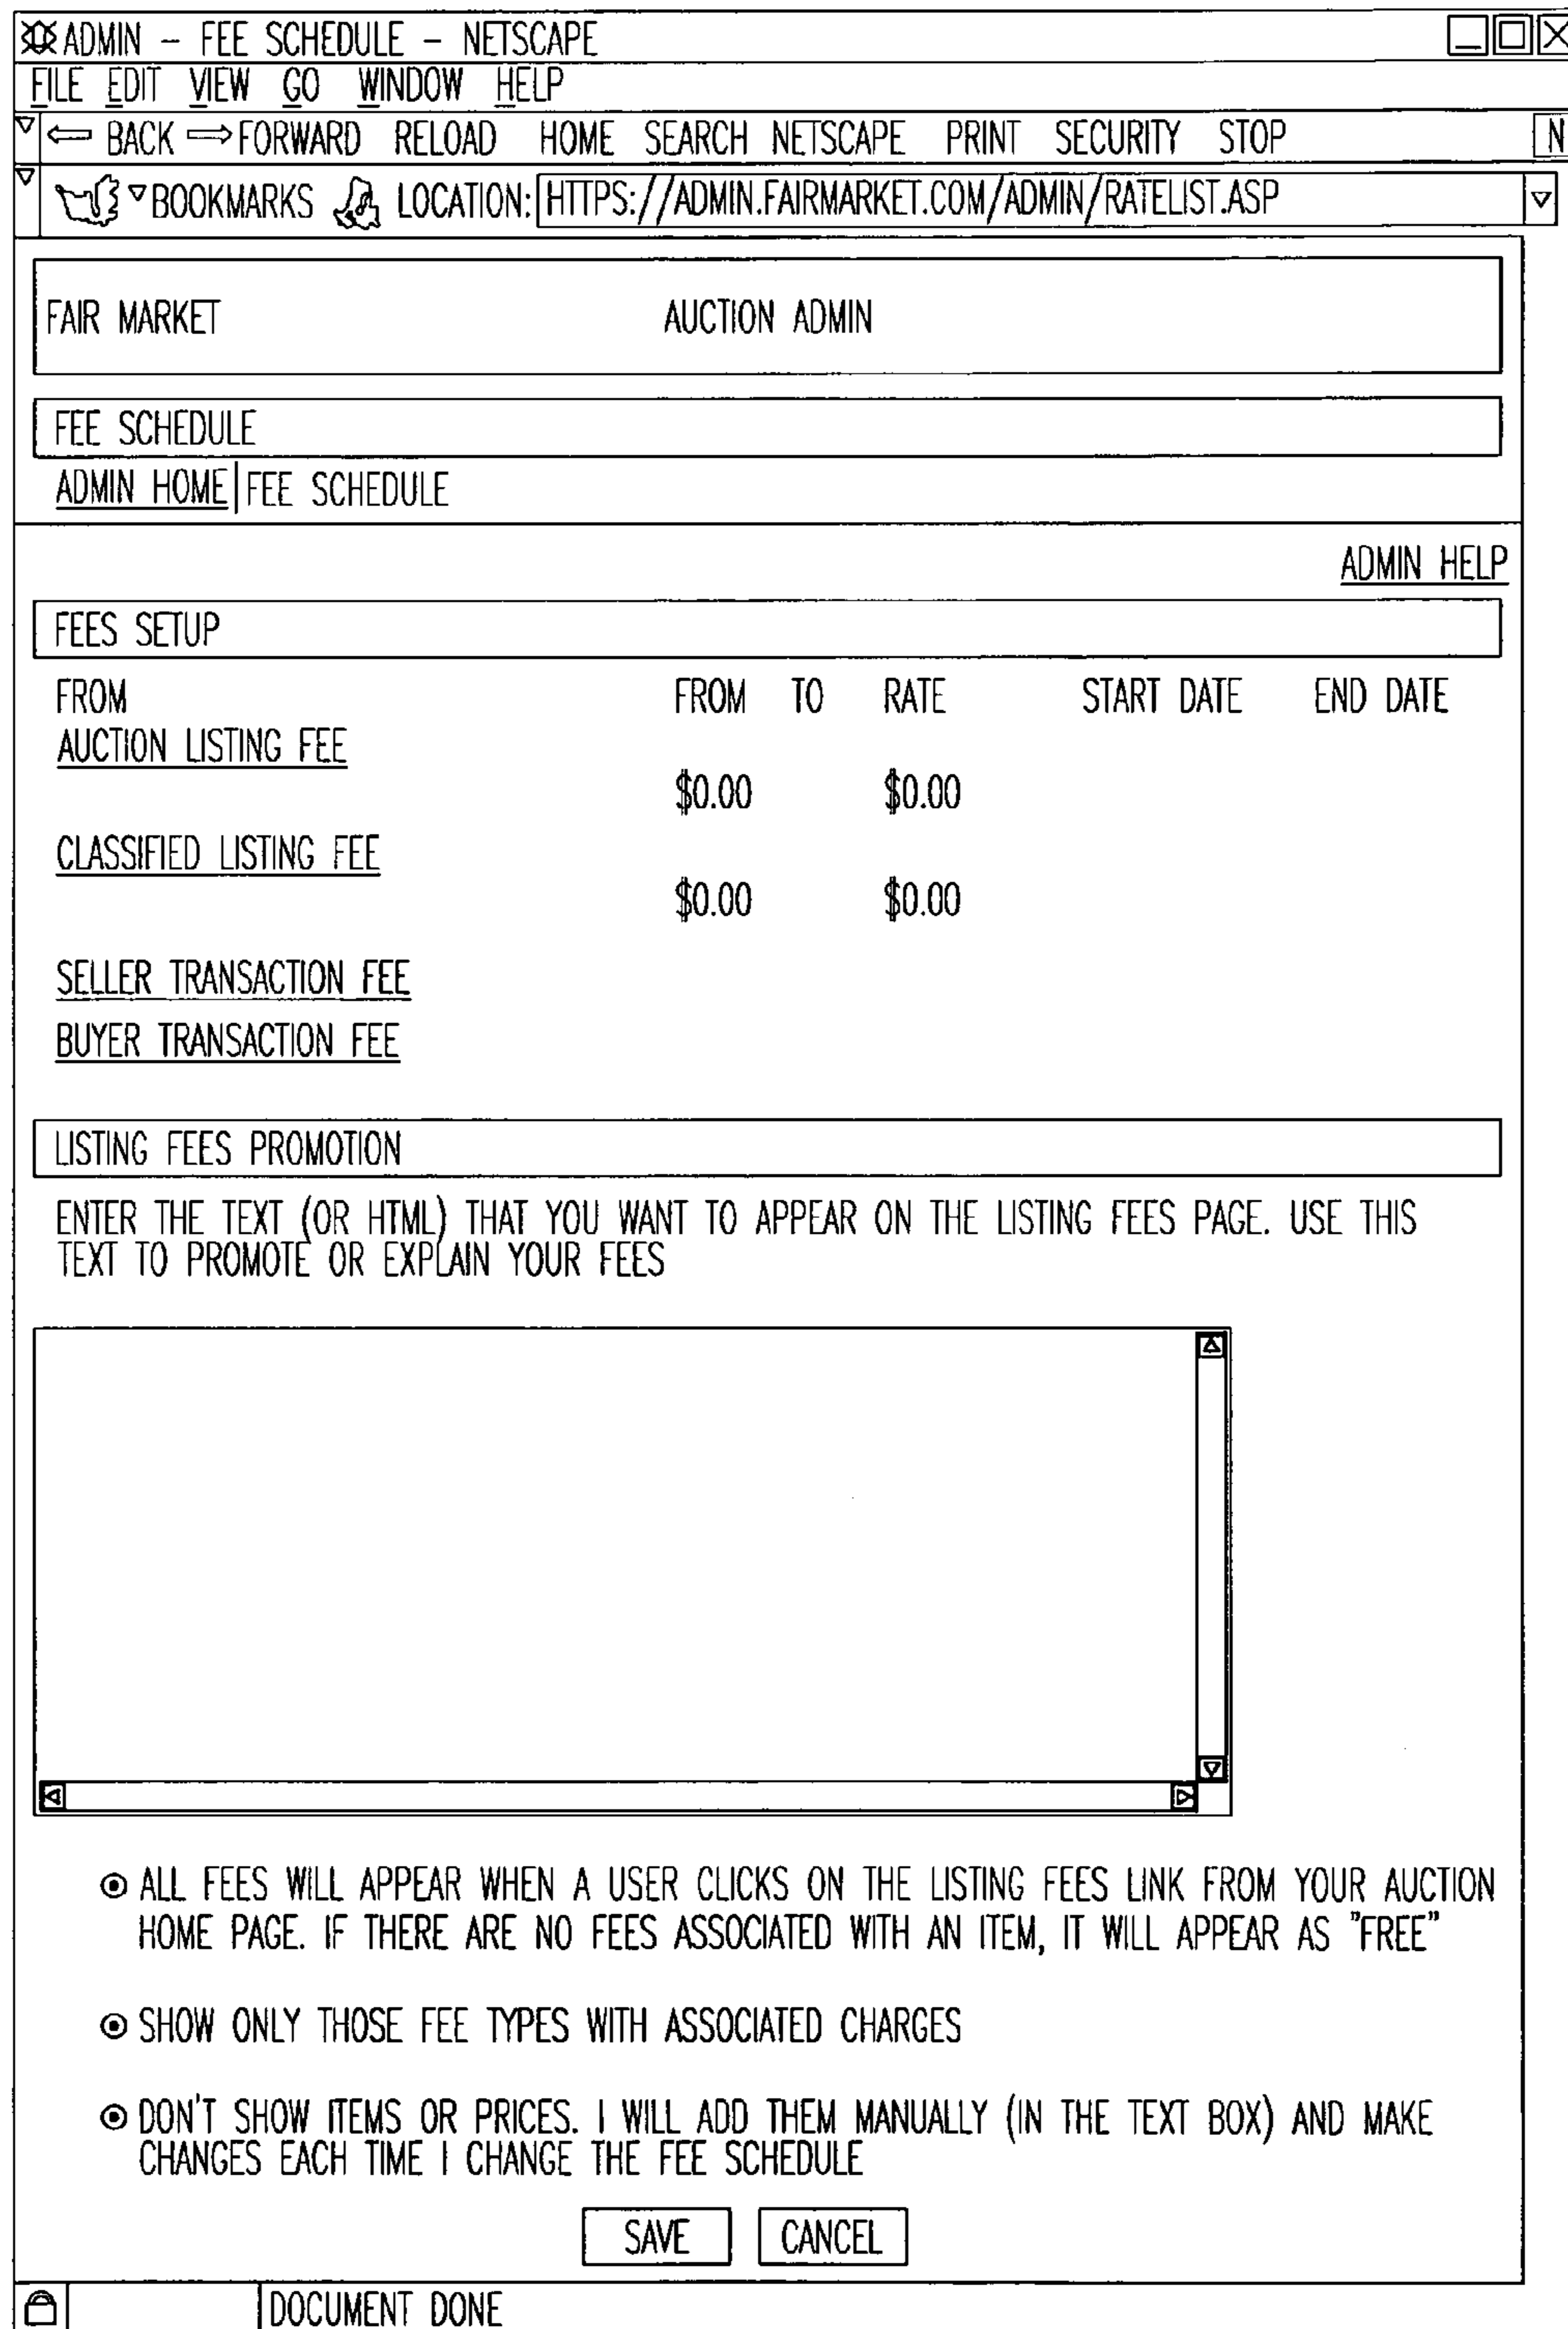 ADMIN – FEE SCHEDULE – NETSCAPE
FILE EDIT VIEW GO WINDOW HELP
BACK FORWARD RELOAD HOME SEARCH NETSCAPE PRINT SECURITY STOP N
BOOKMARKS LOCATION: HTTPS://ADMIN.FAIRMARKET.COM/ADMIN/RATELIST.ASP
FAIR MARKET AUCTION ADMIN
FEE SCHEDULE
ADMIN HOME FEE SCHEDULE
ADMIN HELP
FEES SETUP
FROM FROM TO RATE START DATE END DATE
AUCTION LISTING FEE
$0.00 $0.00
CLASSIFIED LISTING FEE
$0.00 $0.00
SELLER TRANSACTION FEE
BUYER TRANSACTION FEE
LISTING FEES PROMOTION
ENTER THE TEXT (OR HTML) THAT YOU WANT TO APPEAR ON THE LISTING FEES PAGE. USE THIS
TEXT TO PROMOTE OR EXPLAIN YOUR FEES
ALL FEES WILL APPEAR WHEN A USER CLICKS ON THE LISTING FEES LINK FROM YOUR AUCTION
HOME PAGE. IF THERE ARE NO FEES ASSOCIATED WITH AN ITEM, IT WILL APPEAR AS "FREE"
SHOW ONLY THOSE FEE TYPES WITH ASSOCIATED CHARGES
DON'T SHOW ITEMS OR PRICES. I WILL ADD THEM MANUALLY (IN THE TEXT BOX) AND MAKE
CHANGES EACH TIME I CHANGE THE FEE SCHEDULE
SAVE CANCEL
DOCUMENT DONE